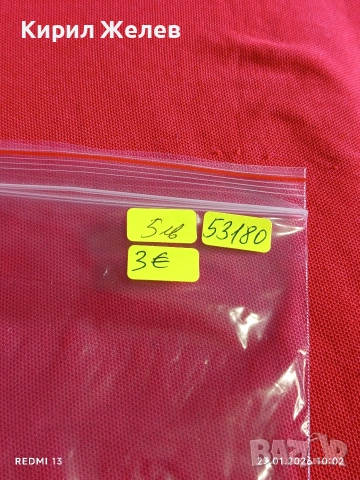 Кирил Желев
5лв 53180
3€
REDMI 13
23.01.2026 10:02